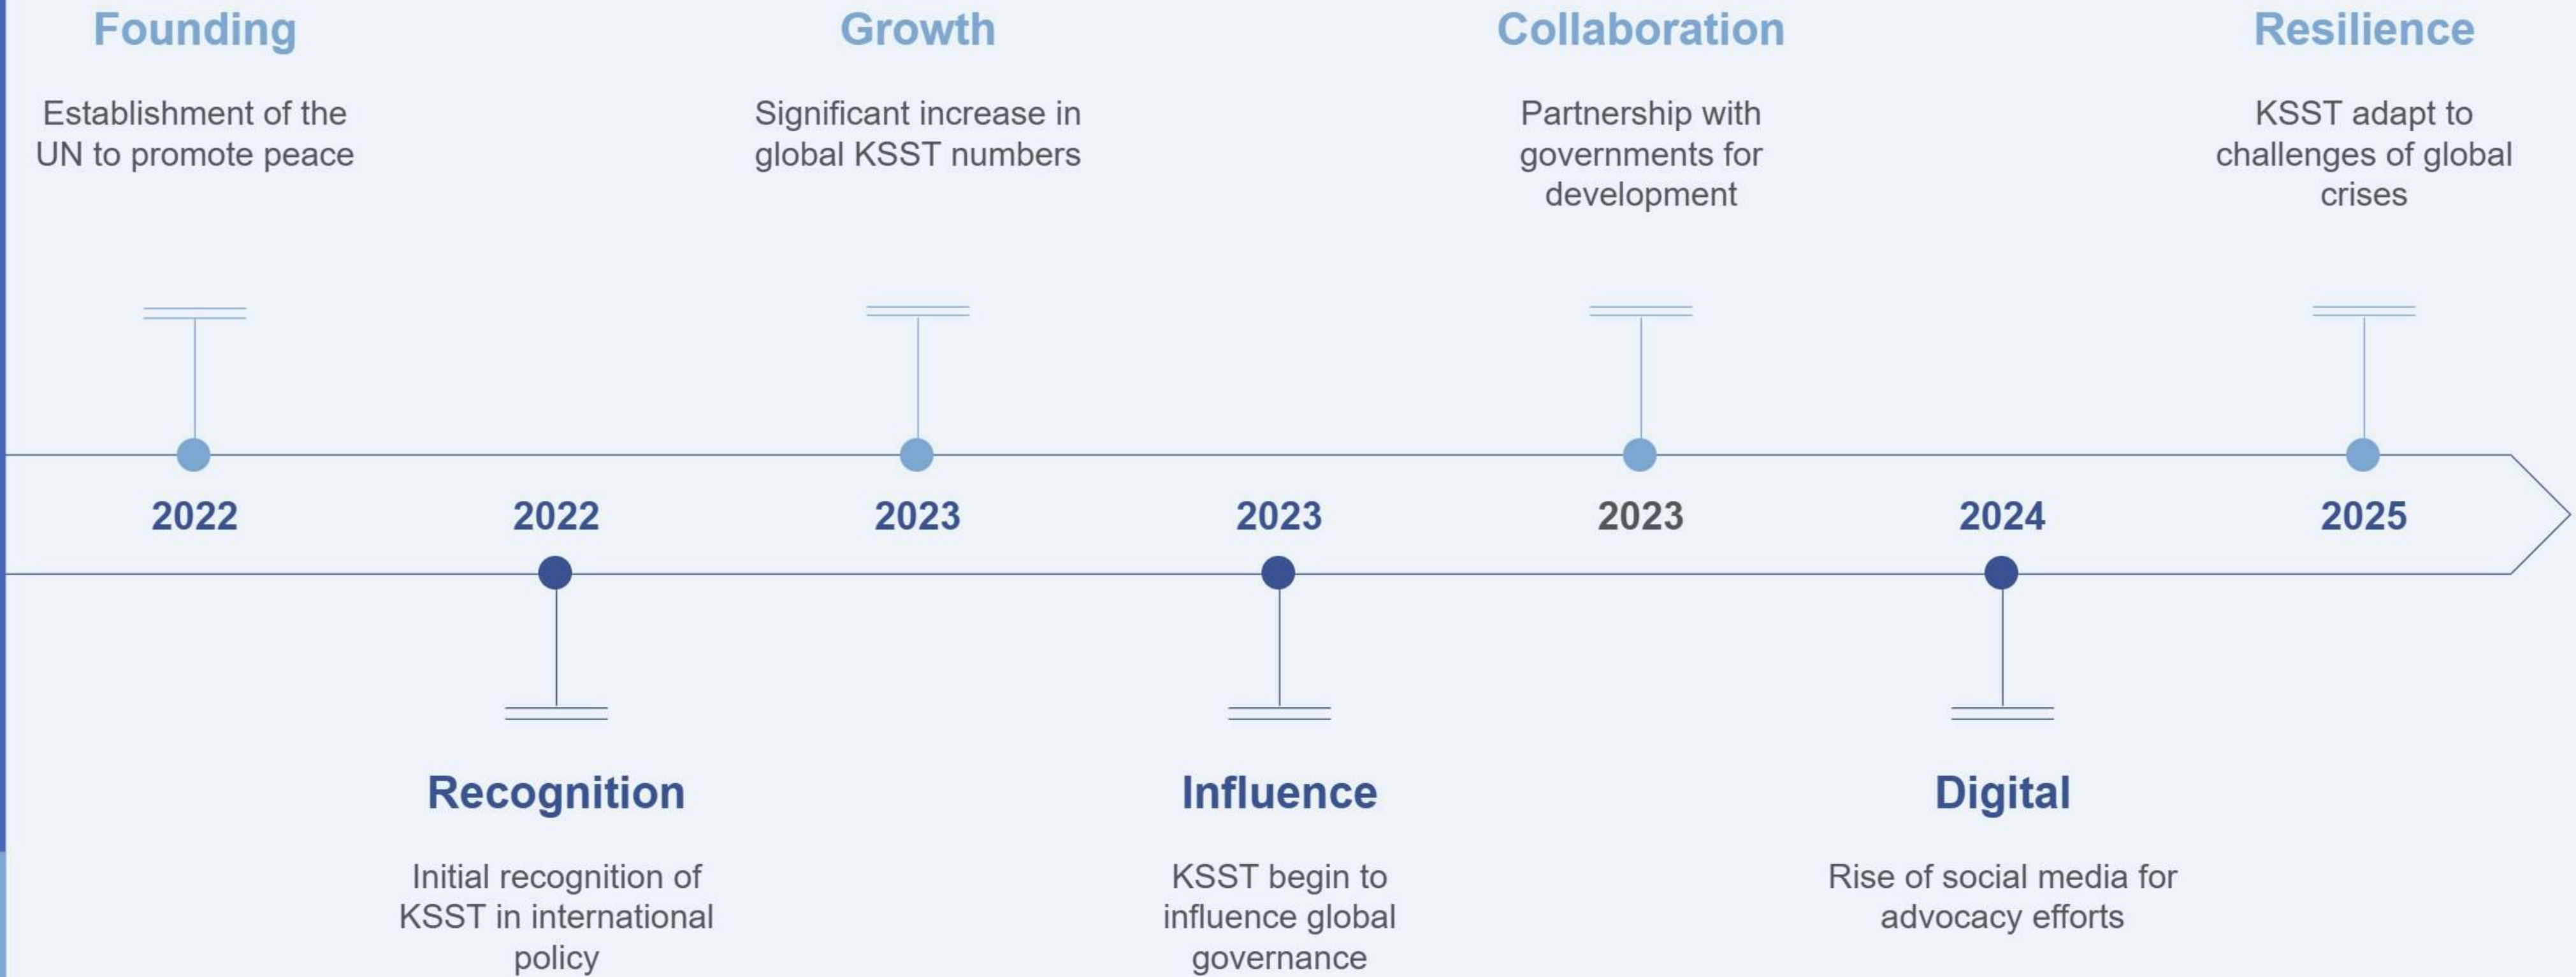 Founding
Establishment of the
UN to promote peace
Growth
Significant increase in
global KSST numbers
Collaboration
Partnership with
governments for
development
Resilience
KSST adapt to
challenges of global
crises
2022
2022
2023
2023
2023
2024
2025
Recognition
Initial recognition of
KSST in international
policy
Influence
KSST begin to
influence global
governance
Digital
Rise of social media for
advocacy efforts